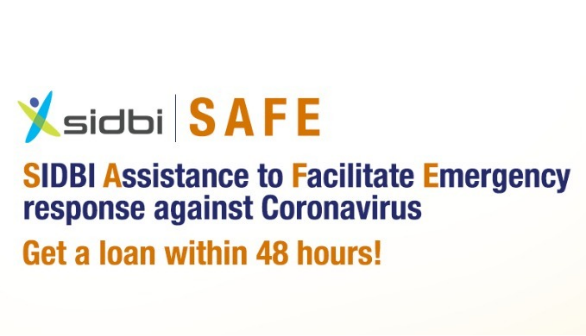 sidbi SAFE
SIDBI Assistance to Facilitate Emergency
response against Coronavirus
Get a loan within 48 hours!